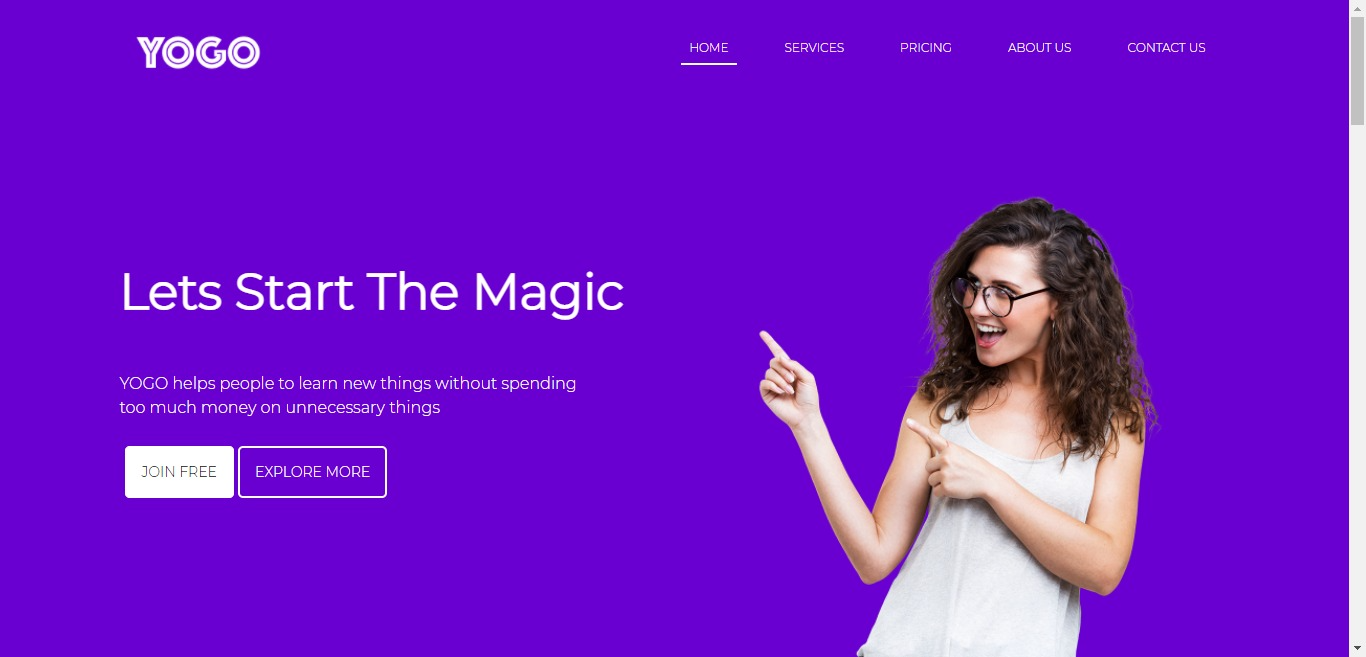 YOGO
HOME SERVICES PRICING ABOUT US CONTACT US
Lets Start The Magic
YOGO helps people to learn new things without spending
too much money on unnecessary things
JOIN FREE EXPLORE MORE